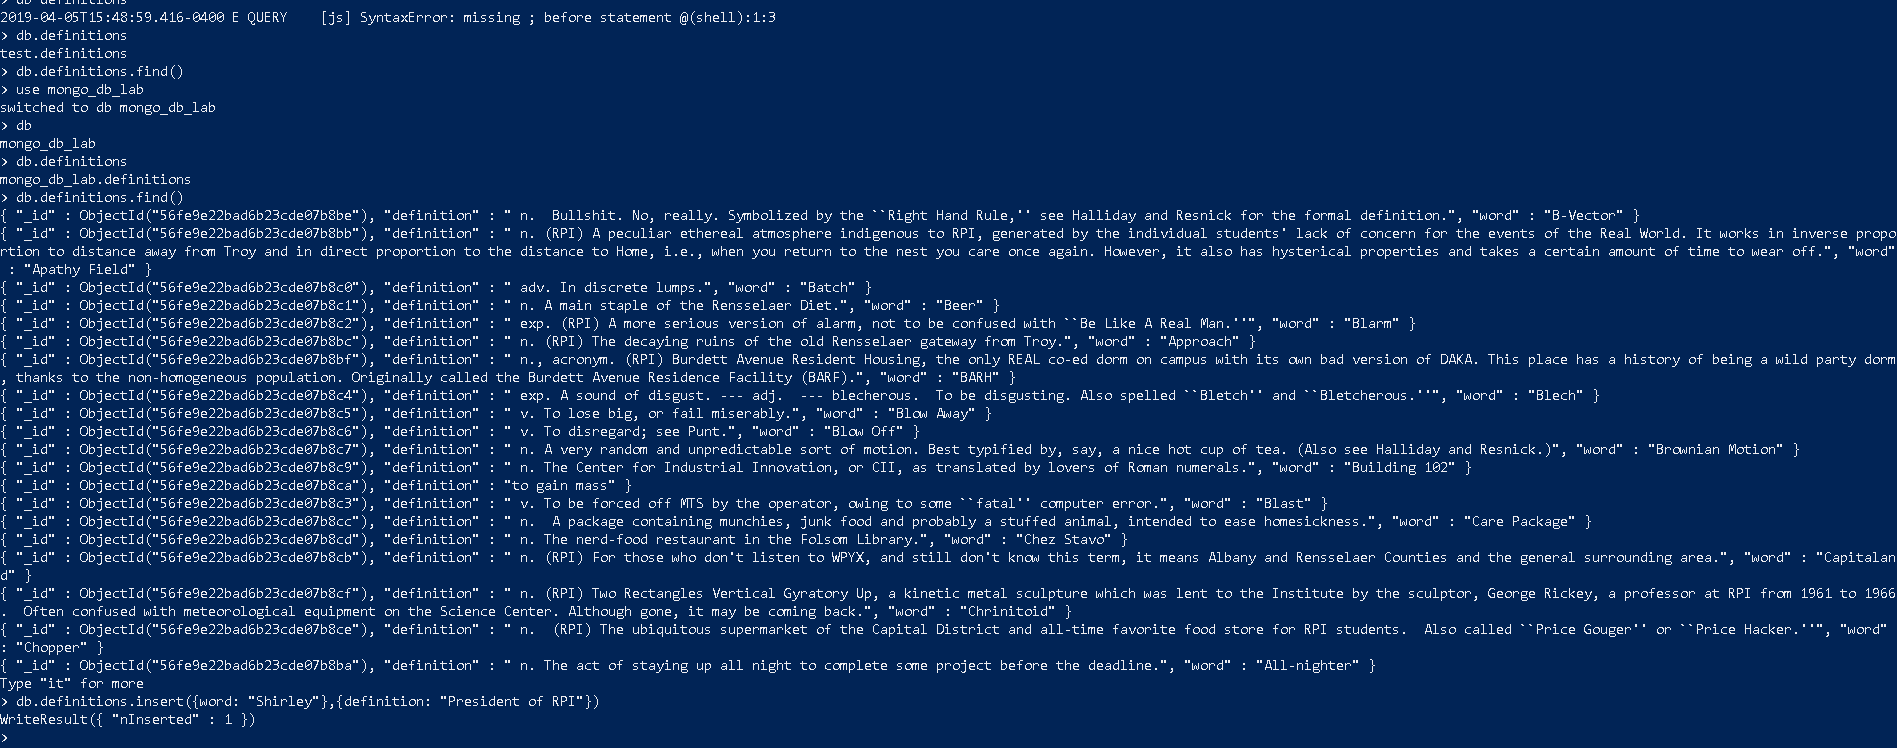 > db definitions
2019-04-05T15:48:59.416-0400 E QUERY    [js] SyntaxError: missing ; before statement @(shell):1:3
> db.definitions
test.definitions
> db.definitions.find()
> use mongo_db_lab
switched to db mongo_db_lab
> db
mongo_db_lab
> db.definitions
mongo_db_lab.definitions
> db.definitions.find()
{ "_id" : ObjectId("56fe9e22bad6b23cde07b8be"), "definition" : " n.  Bullshit. No, really. Symbolized by the ``Right Hand Rule,'' see Halliday and Resnick for the formal definition.", "word" : "B-Vector" }
{ "_id" : ObjectId("56fe9e22bad6b23cde07b8bb"), "definition" : " n. (RPI) A peculiar ethereal atmosphere indigenous to RPI, generated by the individual students' lack of concern for the events of the Real World. It works in inverse propo
rtion to distance away from Troy and in direct proportion to the distance to Home, i.e., when you return to the nest you care once again. However, it also has hysterical properties and takes a certain amount of time to wear off.", "word"
 : "Apathy Field" }
{ "_id" : ObjectId("56fe9e22bad6b23cde07b8c0"), "definition" : " adv. In discrete lumps.", "word" : "Batch" }
{ "_id" : ObjectId("56fe9e22bad6b23cde07b8c1"), "definition" : " n. A main staple of the Rensselaer Diet.", "word" : "Beer" }
{ "_id" : ObjectId("56fe9e22bad6b23cde07b8c2"), "definition" : " exp. (RPI) A more serious version of alarm, not to be confused with ``Be Like A Real Man.''", "word" : "Blarm" }
{ "_id" : ObjectId("56fe9e22bad6b23cde07b8bc"), "definition" : " n. (RPI) The decaying ruins of the old Rensselaer gateway from Troy.", "word" : "Approach" }
{ "_id" : ObjectId("56fe9e22bad6b23cde07b8bf"), "definition" : " n., acronym. (RPI) Burdett Avenue Resident Housing, the only REAL co-ed dorm on campus with its own bad version of DAKA. This place has a history of being a wild party dorm
, thanks to the non-homogeneous population. Originally called the Burdett Avenue Residence Facility (BARF).", "word" : "BARH" }
{ "_id" : ObjectId("56fe9e22bad6b23cde07b8c4"), "definition" : " exp. A sound of disgust. --- adj.  --- blecherous.  To be disgusting. Also spelled ``Bletch'' and ``Bletcherous.''", "word" : "Blech" }
{ "_id" : ObjectId("56fe9e22bad6b23cde07b8c5"), "definition" : " v. To lose big, or fail miserably.", "word" : "Blow Away" }
{ "_id" : ObjectId("56fe9e22bad6b23cde07b8c6"), "definition" : " v. To disregard; see Punt.", "word" : "Blow Off" }
{ "_id" : ObjectId("56fe9e22bad6b23cde07b8c7"), "definition" : " n. A very random and unpredictable sort of motion. Best typified by, say, a nice hot cup of tea. (Also see Halliday and Resnick.)", "word" : "Brownian Motion" }
{ "_id" : ObjectId("56fe9e22bad6b23cde07b8c9"), "definition" : " n. The Center for Industrial Innovation, or CII, as translated by lovers of Roman numerals.", "word" : "Building 102" }
{ "_id" : ObjectId("56fe9e22bad6b23cde07b8ca"), "definition" : "to gain mass" }
{ "_id" : ObjectId("56fe9e22bad6b23cde07b8c3"), "definition" : " v. To be forced off MTS by the operator, owing to some ``fatal'' computer error.", "word" : "Blast" }
{ "_id" : ObjectId("56fe9e22bad6b23cde07b8cc"), "definition" : " n.  A package containing munchies, junk food and probably a stuffed animal, intended to ease homesickness.", "word" : "Care Package" }
{ "_id" : ObjectId("56fe9e22bad6b23cde07b8cd"), "definition" : " n. The nerd-food restaurant in the Folsom Library.", "word" : "Chez Stavo" }
{ "_id" : ObjectId("56fe9e22bad6b23cde07b8cb"), "definition" : " n. (RPI) For those who don't listen to WPYX, and still don't know this term, it means Albany and Rensselaer Counties and the general surrounding area.", "word" : "Capitalan
d" }
{ "_id" : ObjectId("56fe9e22bad6b23cde07b8cf"), "definition" : " n. (RPI) Two Rectangles Vertical Gyratory Up, a kinetic metal sculpture which was lent to the Institute by the sculptor, George Rickey, a professor at RPI from 1961 to 1966
.  Often confused with meteorological equipment on the Science Center. Although gone, it may be coming back.", "word" : "Chrinitoid" }
{ "_id" : ObjectId("56fe9e22bad6b23cde07b8ce"), "definition" : " n.  (RPI) The ubiquitous supermarket of the Capital District and all-time favorite food store for RPI students.  Also called ``Price Gouger'' or ``Price Hacker.''", "word"
: "Chopper" }
{ "_id" : ObjectId("56fe9e22bad6b23cde07b8ba"), "definition" : " n. The act of staying up all night to complete some project before the deadline.", "word" : "All-nighter" }
Type "it" for more
> db.definitions.insert({word: "Shirley"},{definition: "President of RPI"})
WriteResult({ "nInserted" : 1 })
>